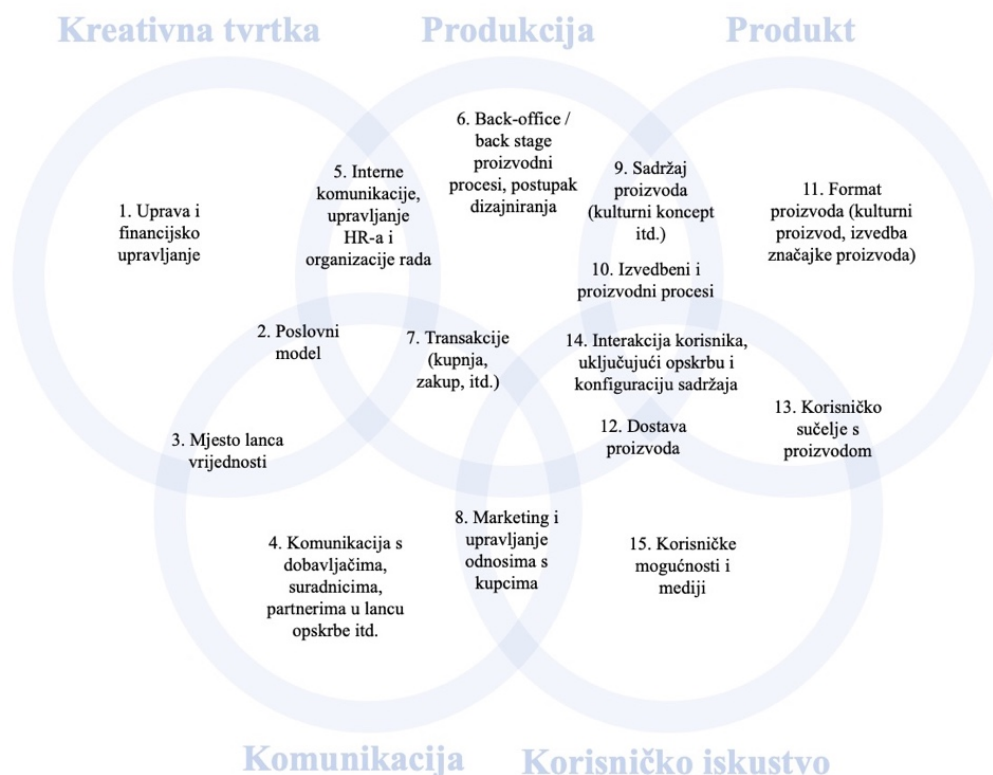 Kreativna tvrtka
Produkcija
Produkt
1. Uprava i
financijsko
upravljanje
2. Poslovni
model
3. Mjesto lanca
vrijednosti
4. Komunikacija s
dobavljačima,
suradnicima,
partnerima u lancu
opskrbe itd.
5. Interne
komunikacije,
upravljanje
HR-a i
organizacije rada
6. Back-office /
back stage
proizvodni
procesi, postupak
dizajniranja
7. Transakcije
(kupnja,
zakup, itd.)
8. Marketing i
upravljanje
odnosima s
kupcima
9. Sadržaj
proizvoda
(kulturni koncept
itd.)
10. Izvedbeni i
proizvodni procesi
11. Format
proizvoda (kulturni
proizvod, izvedba
značajke proizvoda)
12. Dostava
proizvoda
13. Korisničko
sučelje s
proizvodom
14. Interakcija korisnika,
uključujući opskrbu i
konfiguraciju sadržaja
15. Korisničke
mogućnosti i
mediji
Komunikacija
Korisničko iskustvo